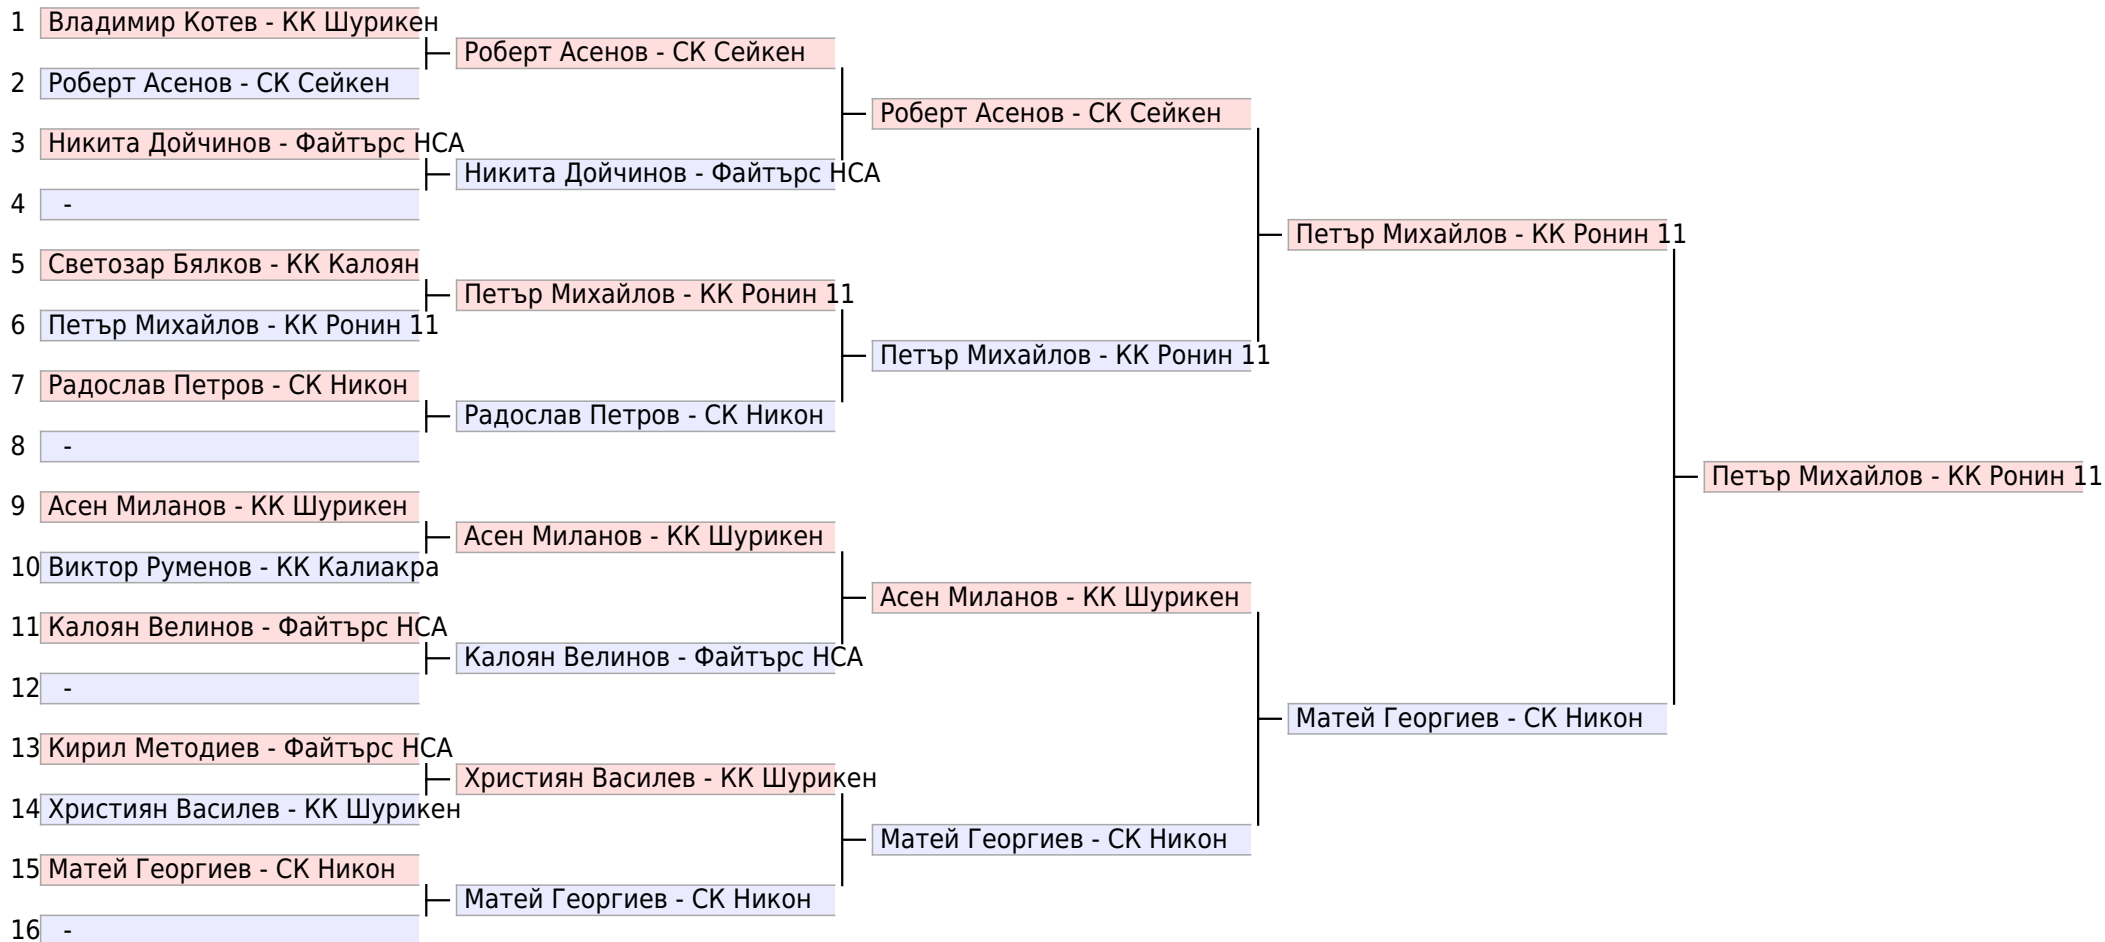 1 Владимир Котев - КК Шурикен
Роберт Асенов - СК Сейкен
2 Роберт Асенов - СК Сейкен
Роберт Асенов - СК Сейкен
3 Никита Дойчинов - Файтърс НСА
Никита Дойчинов - Файтърс НСА
4 -
Петър Михайлов - КК Ронин 11
5 Светозар Бялков - КК Калоян
Петър Михайлов - КК Ронин 11
6 Петър Михайлов - КК Ронин 11
Петър Михайлов - КК Ронин 11
7 Радослав Петров - СК Никон
Радослав Петров - СК Никон
8 -
Петър Михайлов - КК Ронин 11
9 Асен Миланов - КК Шурикен
Асен Миланов - КК Шурикен
10 Виктор Руменов - КК Калиакра
Асен Миланов - КК Шурикен
11 Калоян Велинов - Файтърс НСА
Калоян Велинов - Файтърс НСА
12 -
Матей Георгиев - СК Никон
13 Кирил Методиев - Файтърс НСА
Християн Василев - КК Шурикен
14 Християн Василев - КК Шурикен
Матей Георгиев - СК Никон
15 Матей Георгиев - СК Никон
Матей Георгиев - СК Никон
16 -